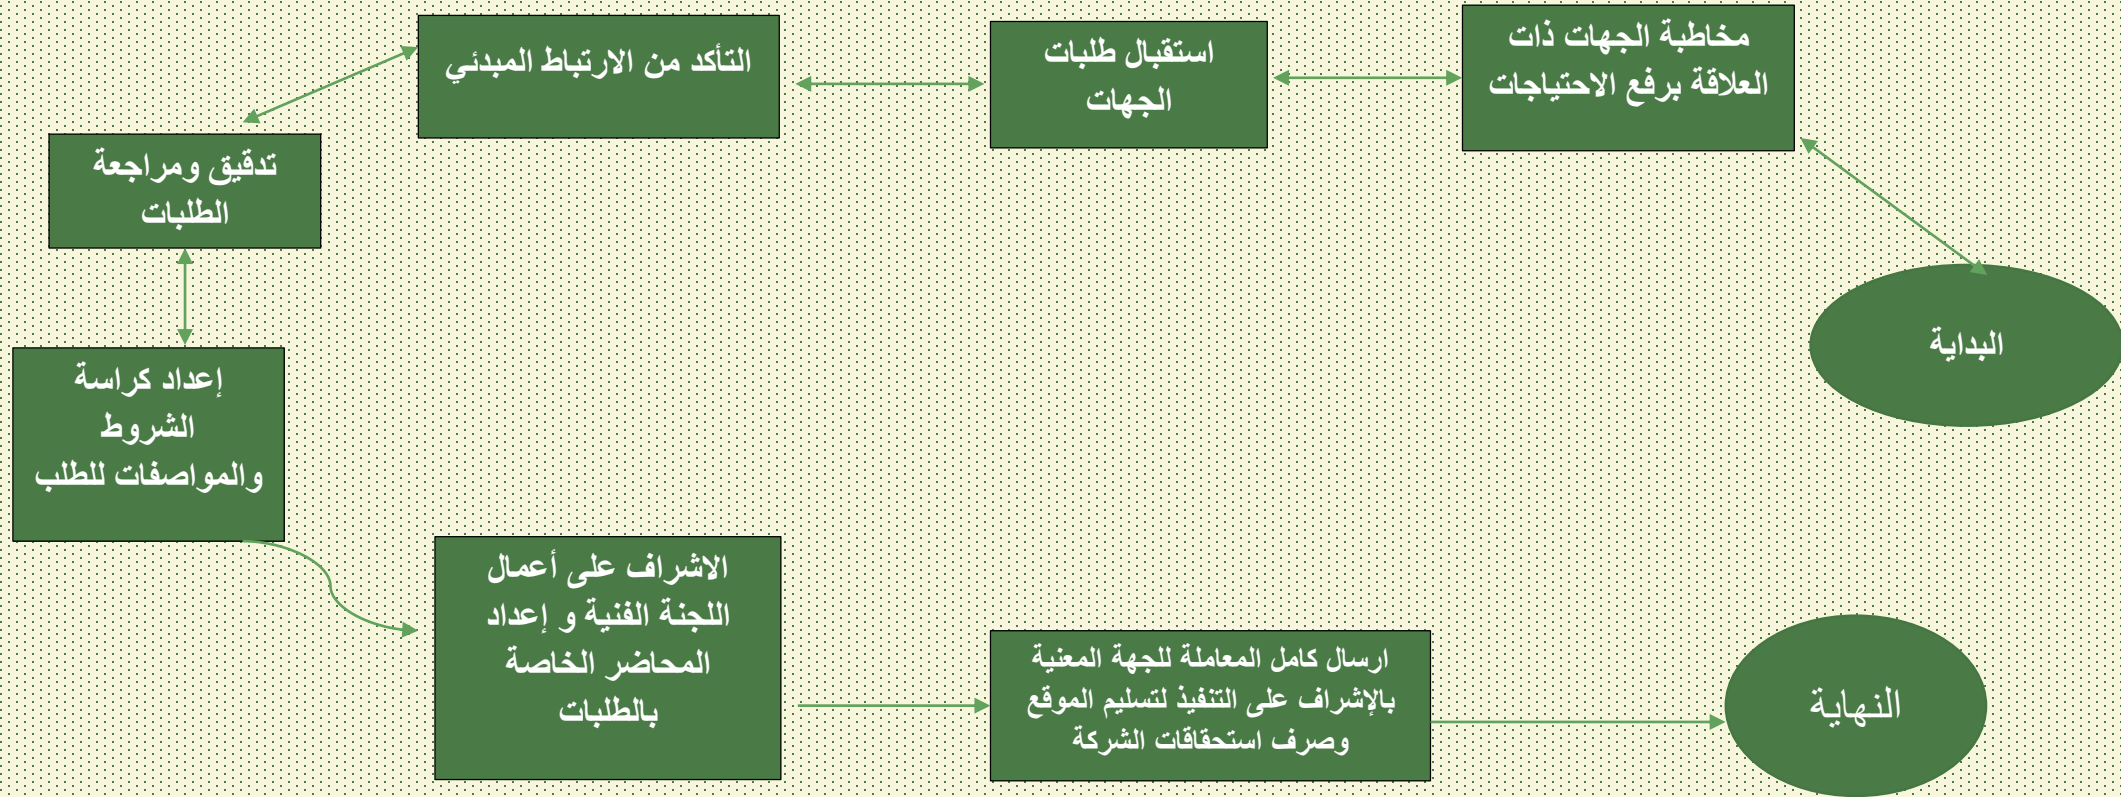 البداية
مخاطبة الجهات ذات
العلاقة برفع الاحتياجات
استقبال طلبات
الجهات
التأكد من الارتباط المبدئي
تدقيق ومراجعة
الطلبات
إعداد كراسة
الشروط
والمواصفات للطلب
الاشراف على أعمال
اللجنة الفنية و إعداد
المحاضر الخاصة
بالطلبات
ارسال كامل المعاملة للجهة المعنية
بالإشراف على التنفيذ لتسليم الموقع
وصرف استحقاقات الشركة
النهاية